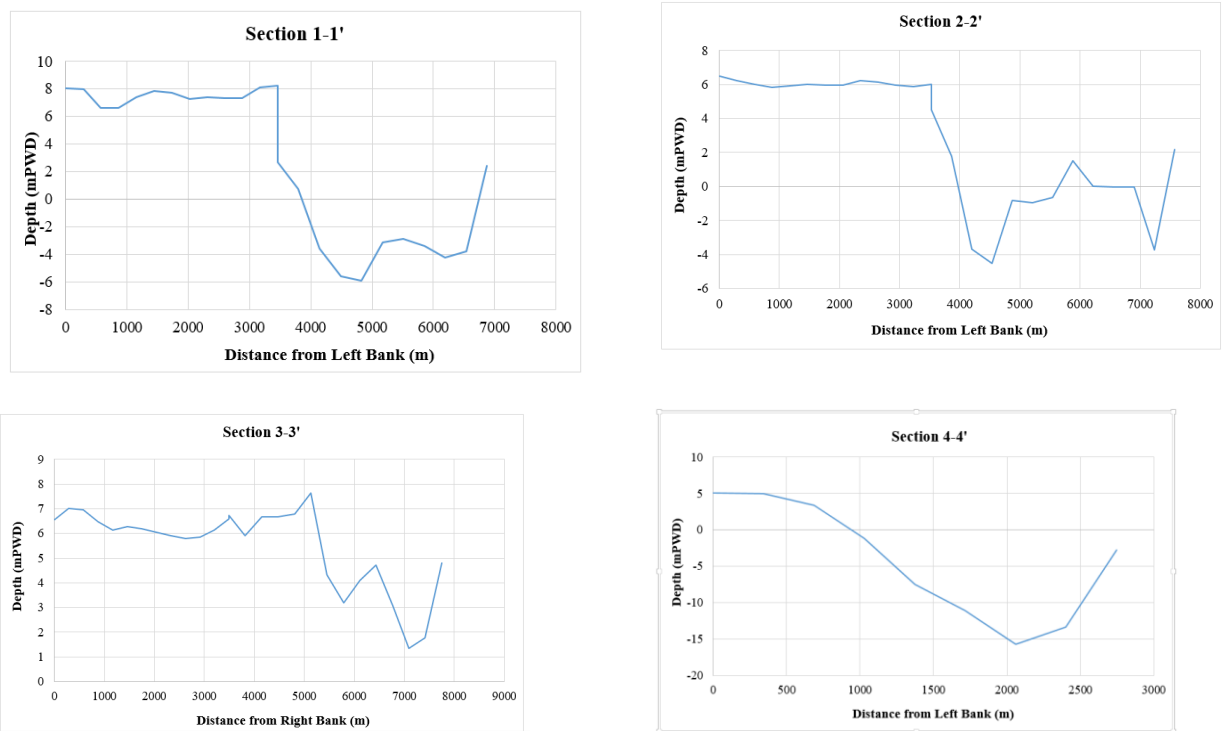 Section 1-1'
Depth (mPWD)
10
8
6
4
2
0
-2
-4
-6
-8
0 1000 2000 3000 4000 5000 6000 7000 8000
Distance from Left Bank (m)
Section 2-2'
Depth (mPWD)
8
6
4
2
0
-2
-4
-6
0 1000 2000 3000 4000 5000 6000 7000 8000
Distance from Left Bank (m)
Section 3-3'
Depth (mPWD)
9
8
7
6
5
4
3
2
1
0
0 1000 2000 3000 4000 5000 6000 7000 8000 9000
Distance from Right Bank (m)
Section 4-4'
Depth (mPWD)
10
5
0
-5
-10
-15
-20
0 500 1000 1500 2000 2500 3000
Distance from Left Bank (m)